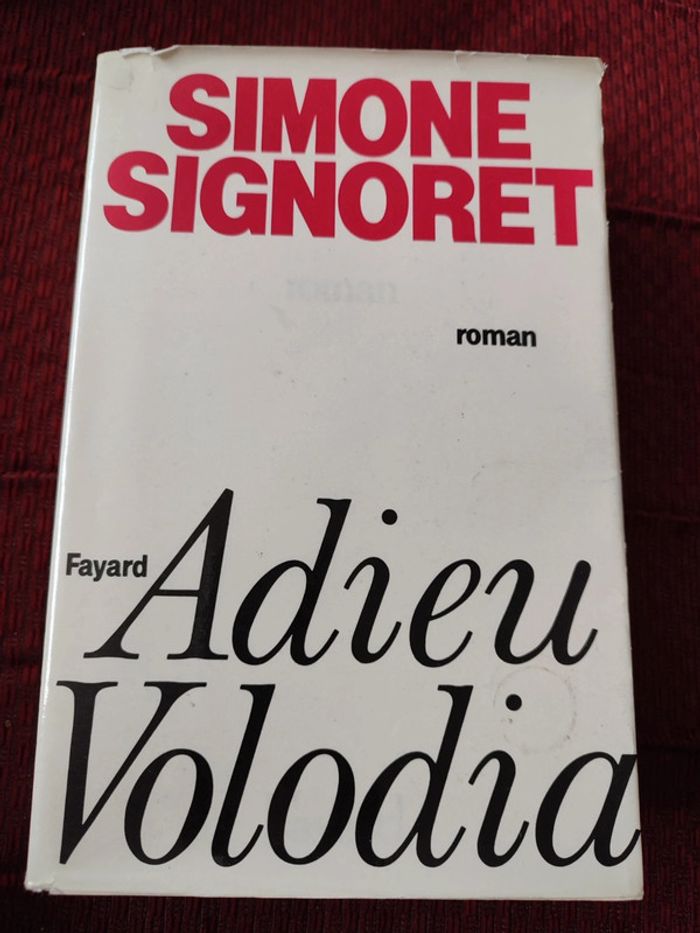 SIMONE
SIGNORET
roman
Fayard
Adieu
Volodia